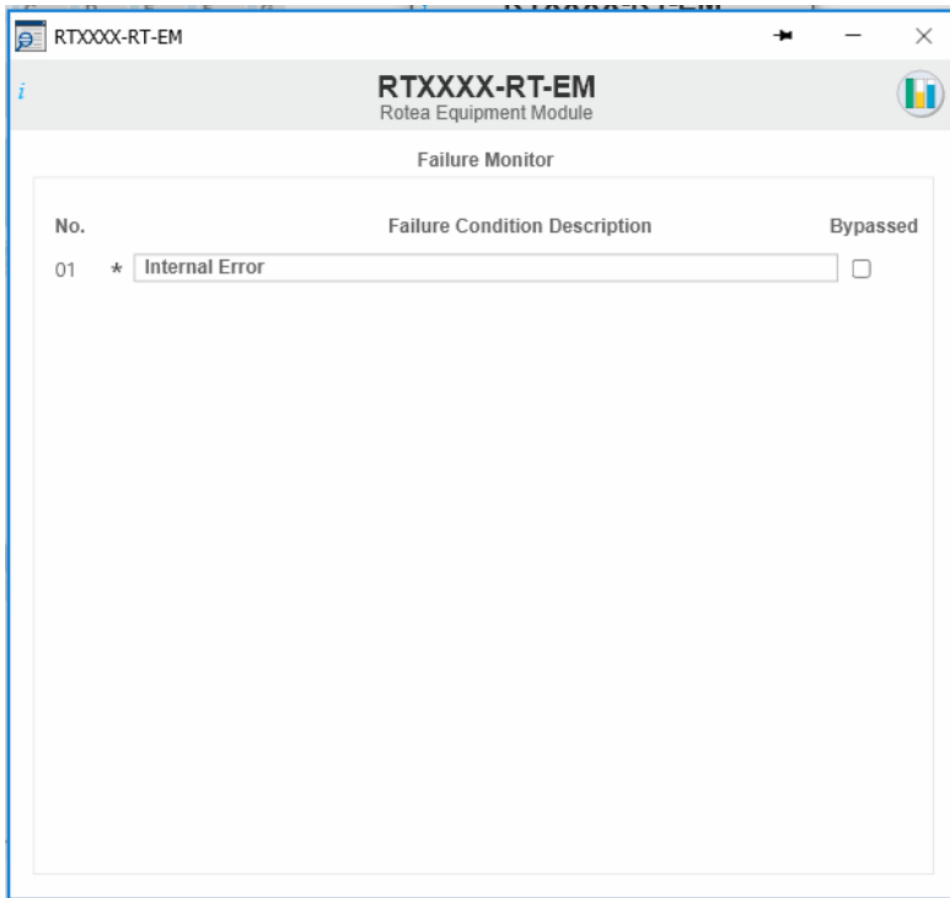 RTXXXX-RT-EM
i
RTXXXX-RT-EM
Rotea Equipment Module
Failure Monitor
No. Failure Condition Description Bypassed
01 * Internal Error